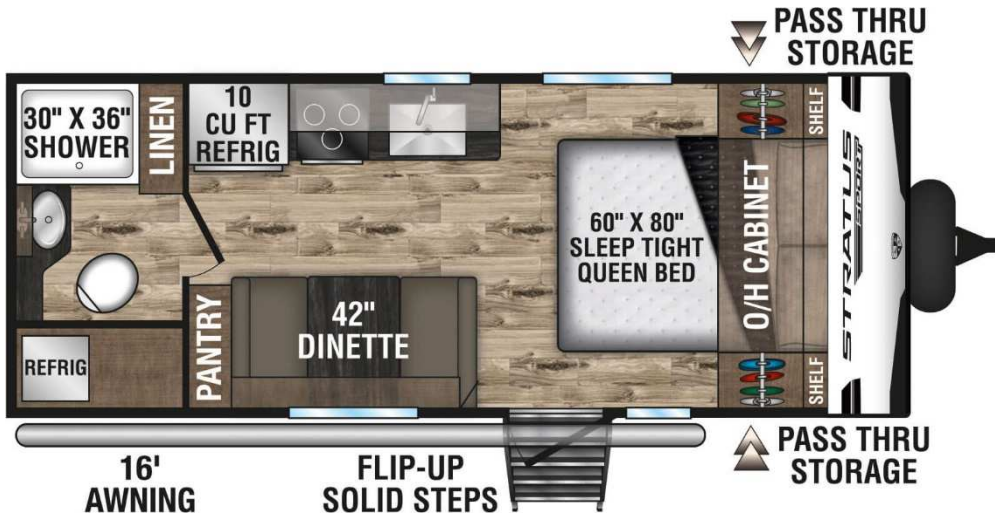 PASS THRU
STORAGE
30" X 36"
SHOWER
LINEN
10
CU FT
REFRIG
SHELF
60" X 80"
SLEEP TIGHT
QUEEN BED
O/H CABINET
STRATUS
SPORT
42"
DINETTE
PANTRY
REFRIG
SHELF
16'
AWNING
FLIP-UP
SOLID STEPS
PASS THRU
STORAGE